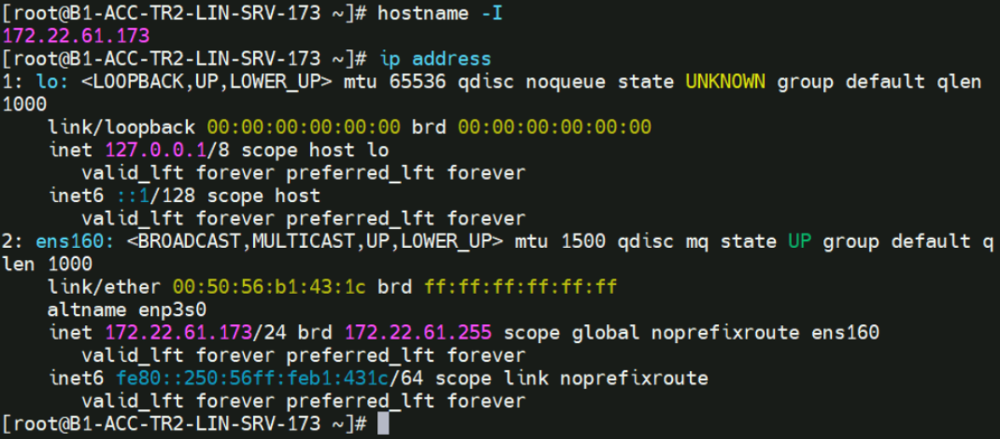 [root@B1-ACC-TR2-LIN-SRV-173 ~]# hostname -I
172.22.61.173
[root@B1-ACC-TR2-LIN-SRV-173 ~]# ip address
1: lo: <LOOPBACK,UP,LOWER_UP> mtu 65536 qdisc noqueue state UNKNOWN group default qlen
1000
    link/loopback 00:00:00:00:00:00 brd 00:00:00:00:00:00
    inet 127.0.0.1/8 scope host lo
       valid_lft forever preferred_lft forever
    inet6 ::1/128 scope host
       valid_lft forever preferred_lft forever
2: ens160: <BROADCAST,MULTICAST,UP,LOWER_UP> mtu 1500 qdisc mq state UP group default q
len 1000
    link/ether 00:50:56:b1:43:1c brd ff:ff:ff:ff:ff:ff
    altname enp3s0
    inet 172.22.61.173/24 brd 172.22.61.255 scope global noprefixroute ens160
       valid_lft forever preferred_lft forever
    inet6 fe80::250:56ff:feb1:431c/64 scope link noprefixroute
       valid_lft forever preferred_lft forever
[root@B1-ACC-TR2-LIN-SRV-173 ~]#